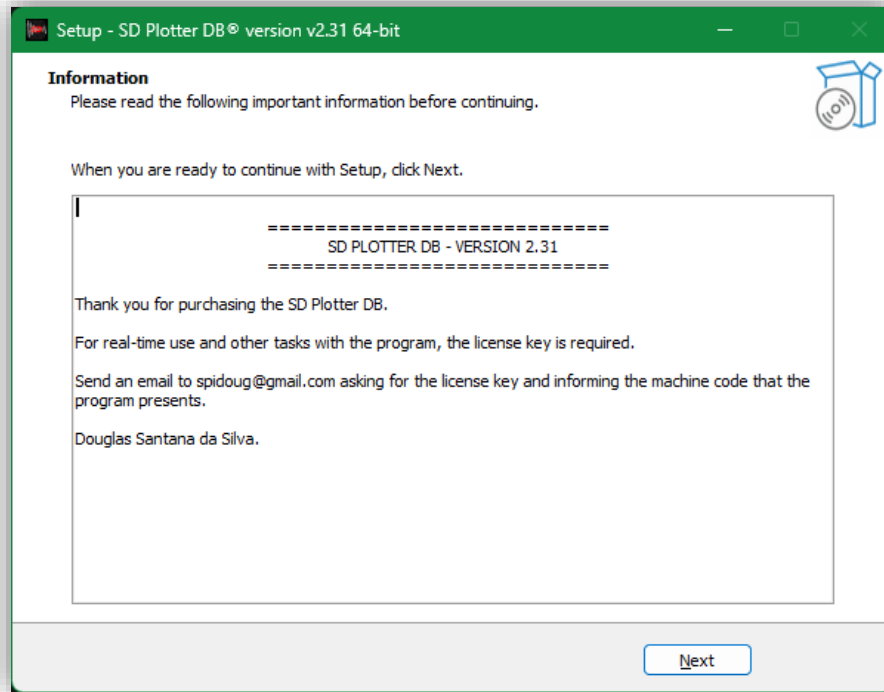 Setup - SD Plotter DB® version v2.31 64-bit
Information
Please read the following important information before continuing.
When you are ready to continue with Setup, click Next.
=============================
SD PLOTTER DB - VERSION 2.31
=============================
Thank you for purchasing the SD Plotter DB.
For real-time use and other tasks with the program, the license key is required.
Send an email to spidoug@gmail.com asking for the license key and informing the machine code that the
program presents.
Douglas Santana da Silva.
Next